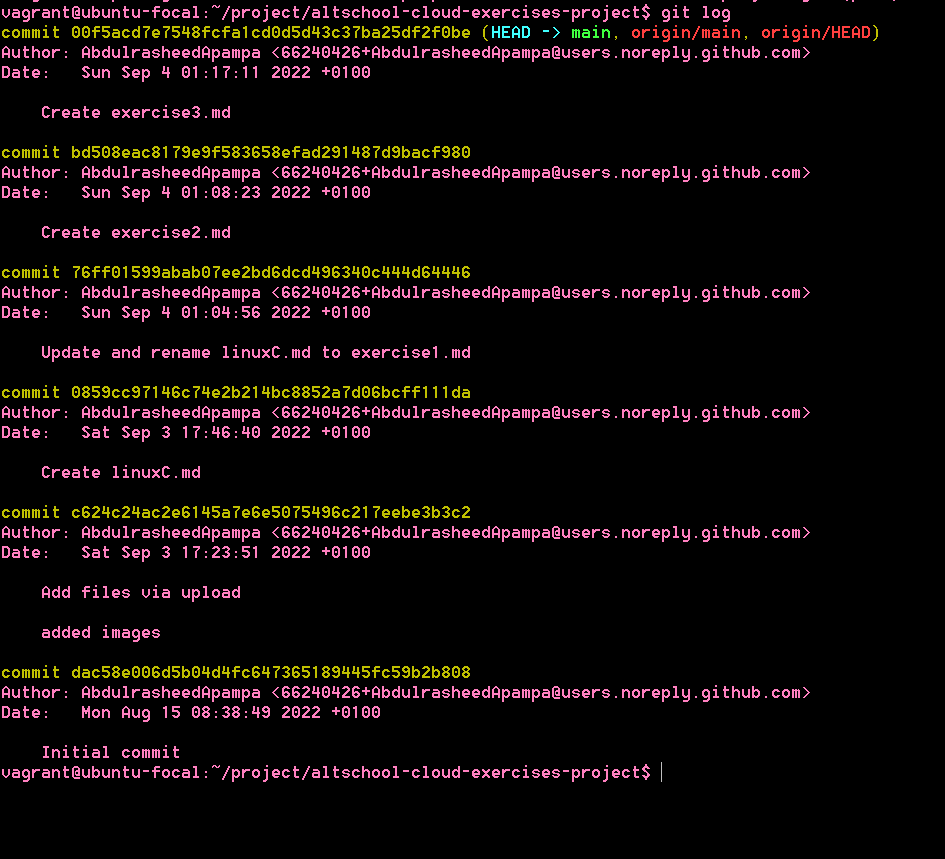 vagrant@ubuntu-focal:~/project/altschool-cloud-exercises-project$ git log
commit 00f5acd7e7548fcfa1cd0d5d43c37ba25df2f0be (HEAD -> main, origin/main, origin/HEAD)
Author: AbdulrasheedApampa <66240426+AbdulrasheedApampa@users.noreply.github.com>
Date:   Sun Sep 4 01:17:11 2022 +0100
    Create exercise3.md
commit bd508eac8179e9f583658efad291487d9bacf980
Author: AbdulrasheedApampa <66240426+AbdulrasheedApampa@users.noreply.github.com>
Date:   Sun Sep 4 01:08:23 2022 +0100
    Create exercise2.md
commit 76ff01599abab07ee2bd6dcd496340c444d64446
Author: AbdulrasheedApampa <66240426+AbdulrasheedApampa@users.noreply.github.com>
Date:   Sun Sep 4 01:04:56 2022 +0100
    Update and rename linuxC.md to exercise1.md
commit 0859cc97146c74e2b214bc8852a7d06bcff111da
Author: AbdulrasheedApampa <66240426+AbdulrasheedApampa@users.noreply.github.com>
Date:   Sat Sep 3 17:46:40 2022 +0100
    Create linuxC.md
commit c624c24ac2e6145a7e6e5075496c217eebe3b3c2
Author: AbdulrasheedApampa <66240426+AbdulrasheedApampa@users.noreply.github.com>
Date:   Sat Sep 3 17:23:51 2022 +0100
    Add files via upload
    added images
commit dac58e006d5b04d4fc647365189445fc59b2b808
Author: AbdulrasheedApampa <66240426+AbdulrasheedApampa@users.noreply.github.com>
Date:   Mon Aug 15 08:38:49 2022 +0100
    Initial commit
vagrant@ubuntu-focal:~/project/altschool-cloud-exercises-project$